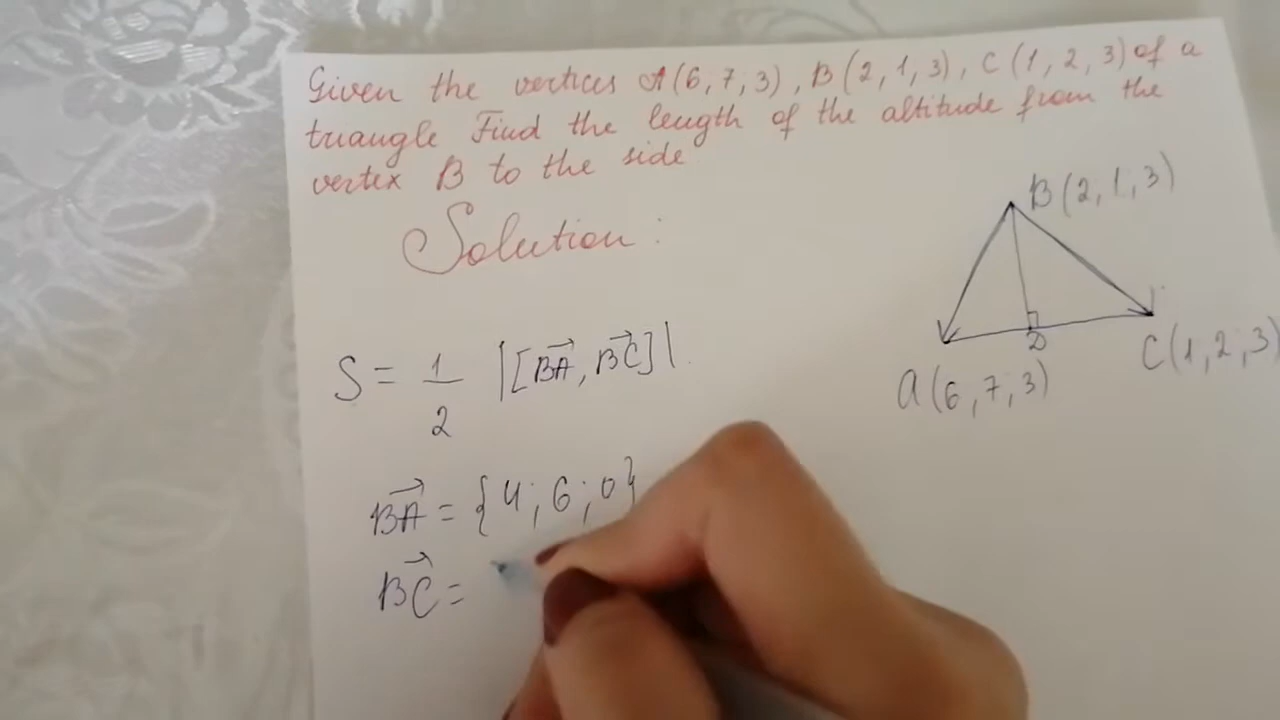 Given the vertices A(6,7,3), B(2,1,3), C(1,2,3) of a
triangle Find the length of the altitude from the
vertex B to the side
Solution:
B(2,1,3)
D
C(1,2,3)
A(6,7,3)
S = 1/2 |[BA→, BC→]|.
BA→ = {4; 6; 0}
BC→ =